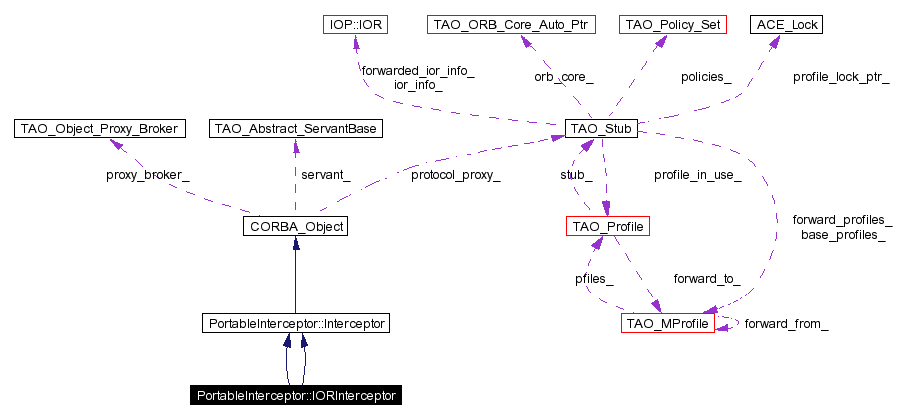 IOP::IOR
TAO_ORB_Core_Auto_Ptr
TAO_Policy_Set
ACE_Lock
forwarded_ior_info_
ior_info_
orb_core_
policies_
profile_lock_ptr_
TAO_Object_Proxy_Broker
TAO_Abstract_ServantBase
TAO_Stub
proxy_broker_
servant_
protocol_proxy_
stub_
profile_in_use_
forward_profiles_
base_profiles_
CORBA_Object
TAO_Profile
pfiles_
forward_to_
PortableInterceptor::Interceptor
TAO_MProfile
forward_from_
PortableInterceptor::IORInterceptor